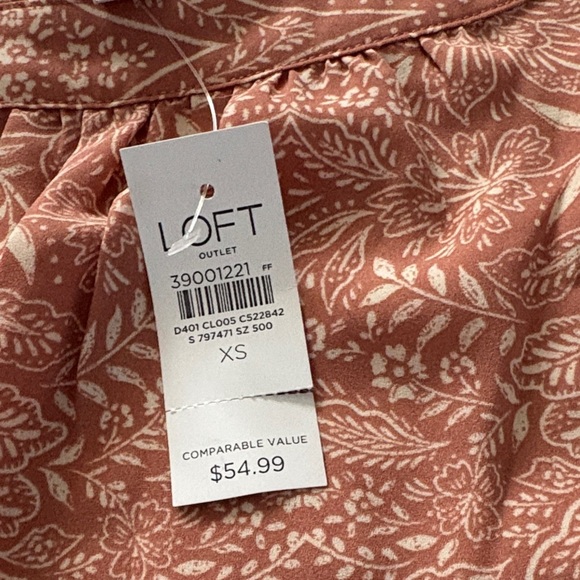 LOFT
OUTLET
39001221 FF
D401 CL005 C522842
S 797471 SZ 500
XS
COMPARABLE VALUE
$54.99